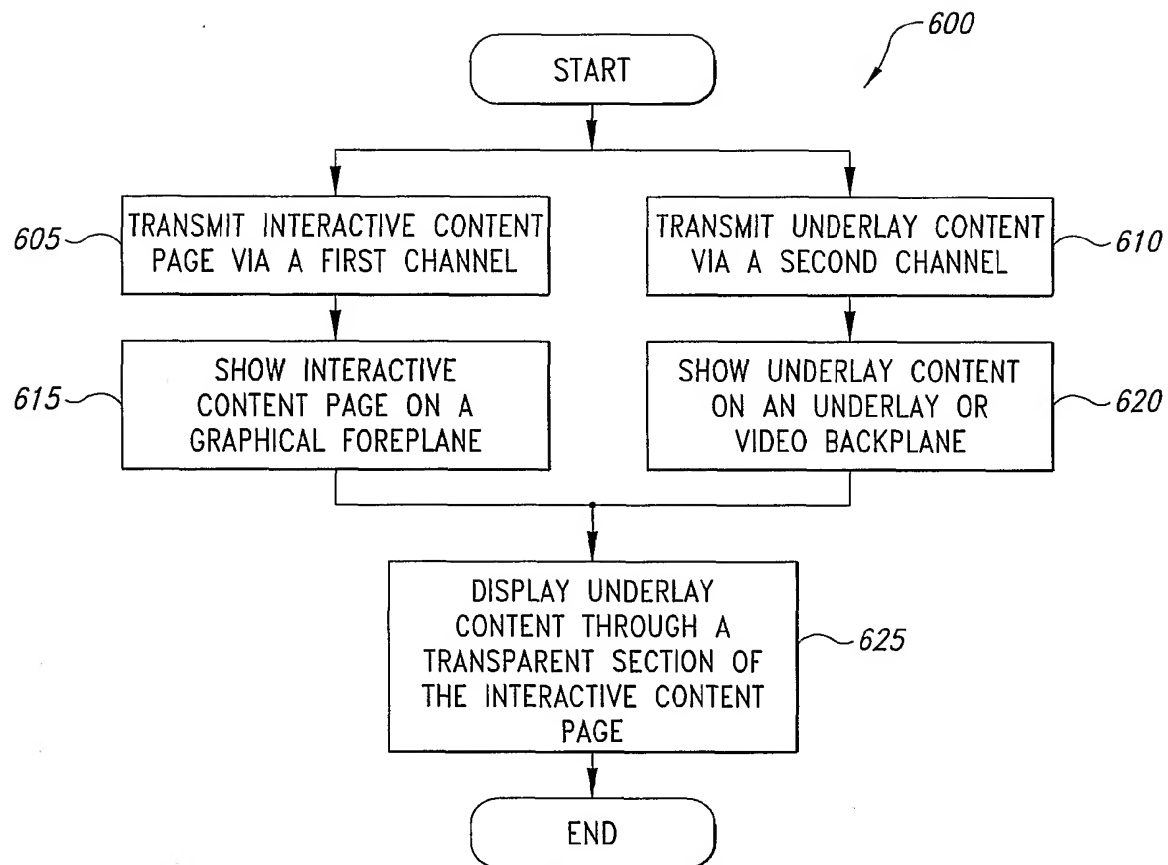 600
START
605
TRANSMIT INTERACTIVE CONTENT
PAGE VIA A FIRST CHANNEL
TRANSMIT UNDERLAY CONTENT
VIA A SECOND CHANNEL
610
615
SHOW INTERACTIVE
CONTENT PAGE ON A
GRAPHICAL FOREPLANE
SHOW UNDERLAY CONTENT
ON AN UNDERLAY OR
VIDEO BACKPLANE
620
DISPLAY UNDERLAY
CONTENT THROUGH A
TRANSPARENT SECTION OF
THE INTERACTIVE CONTENT
PAGE
625
END